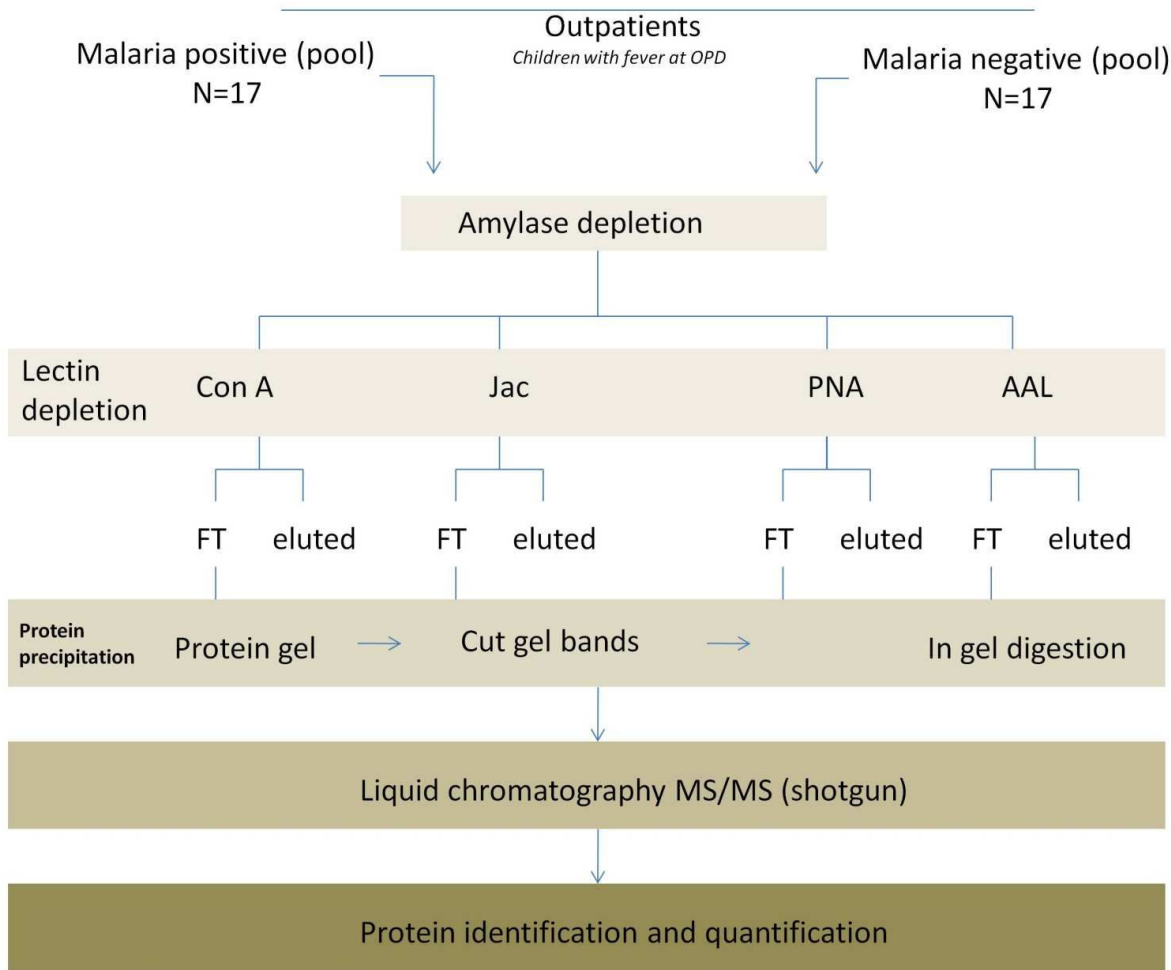 Outpatients
Children with fever at OPD
Malaria positive (pool)
N=17
Malaria negative (pool)
N=17
Amylase depletion
Lectin
depletion
Con A
Jac
PNA
AAL
FT eluted
FT eluted
FT eluted
FT eluted
Protein
precipitation
Protein gel
Cut gel bands
In gel digestion
Liquid chromatography MS/MS (shotgun)
Protein identification and quantification